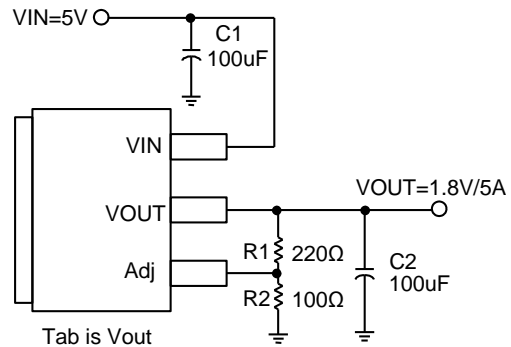 VIN=5V
C1
100uF
VIN
VOUT
Adj
VOUT=1.8V/5A
R1 220Ω
R2 100Ω
C2
100uF
Tab is Vout